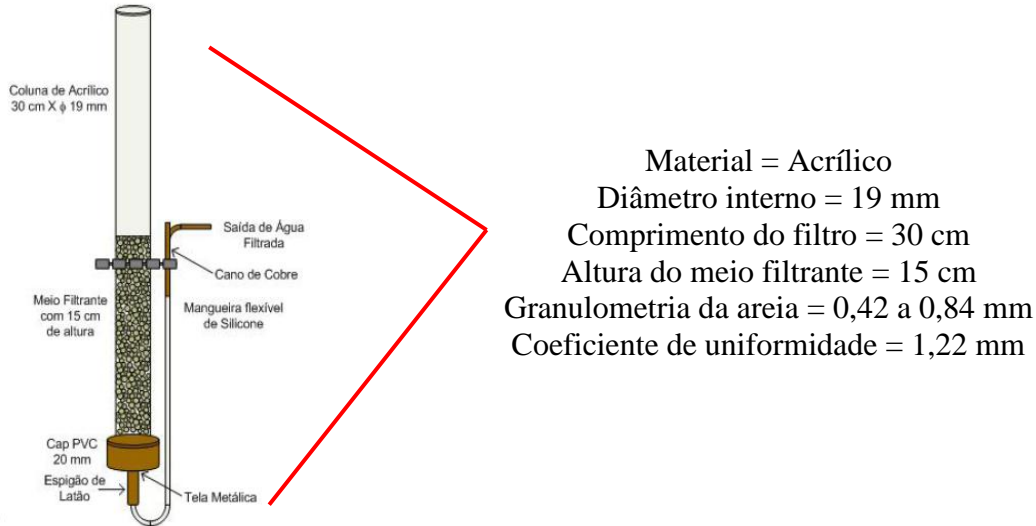 Coluna de Acrílico
30 cm X ϕ 19 mm
Saída de Água
Filtrada
Cano de Cobre
Meio Filtrante
com 15 cm
de altura
Mangueira flexível
de Silicone
Cap PVC
20 mm
Espigão de
Latão
Tela Metálica
Material = Acrílico
Diâmetro interno = 19 mm
Comprimento do filtro = 30 cm
Altura do meio filtrante = 15 cm
Granulometria da areia = 0,42 a 0,84 mm
Coeficiente de uniformidade = 1,22 mm